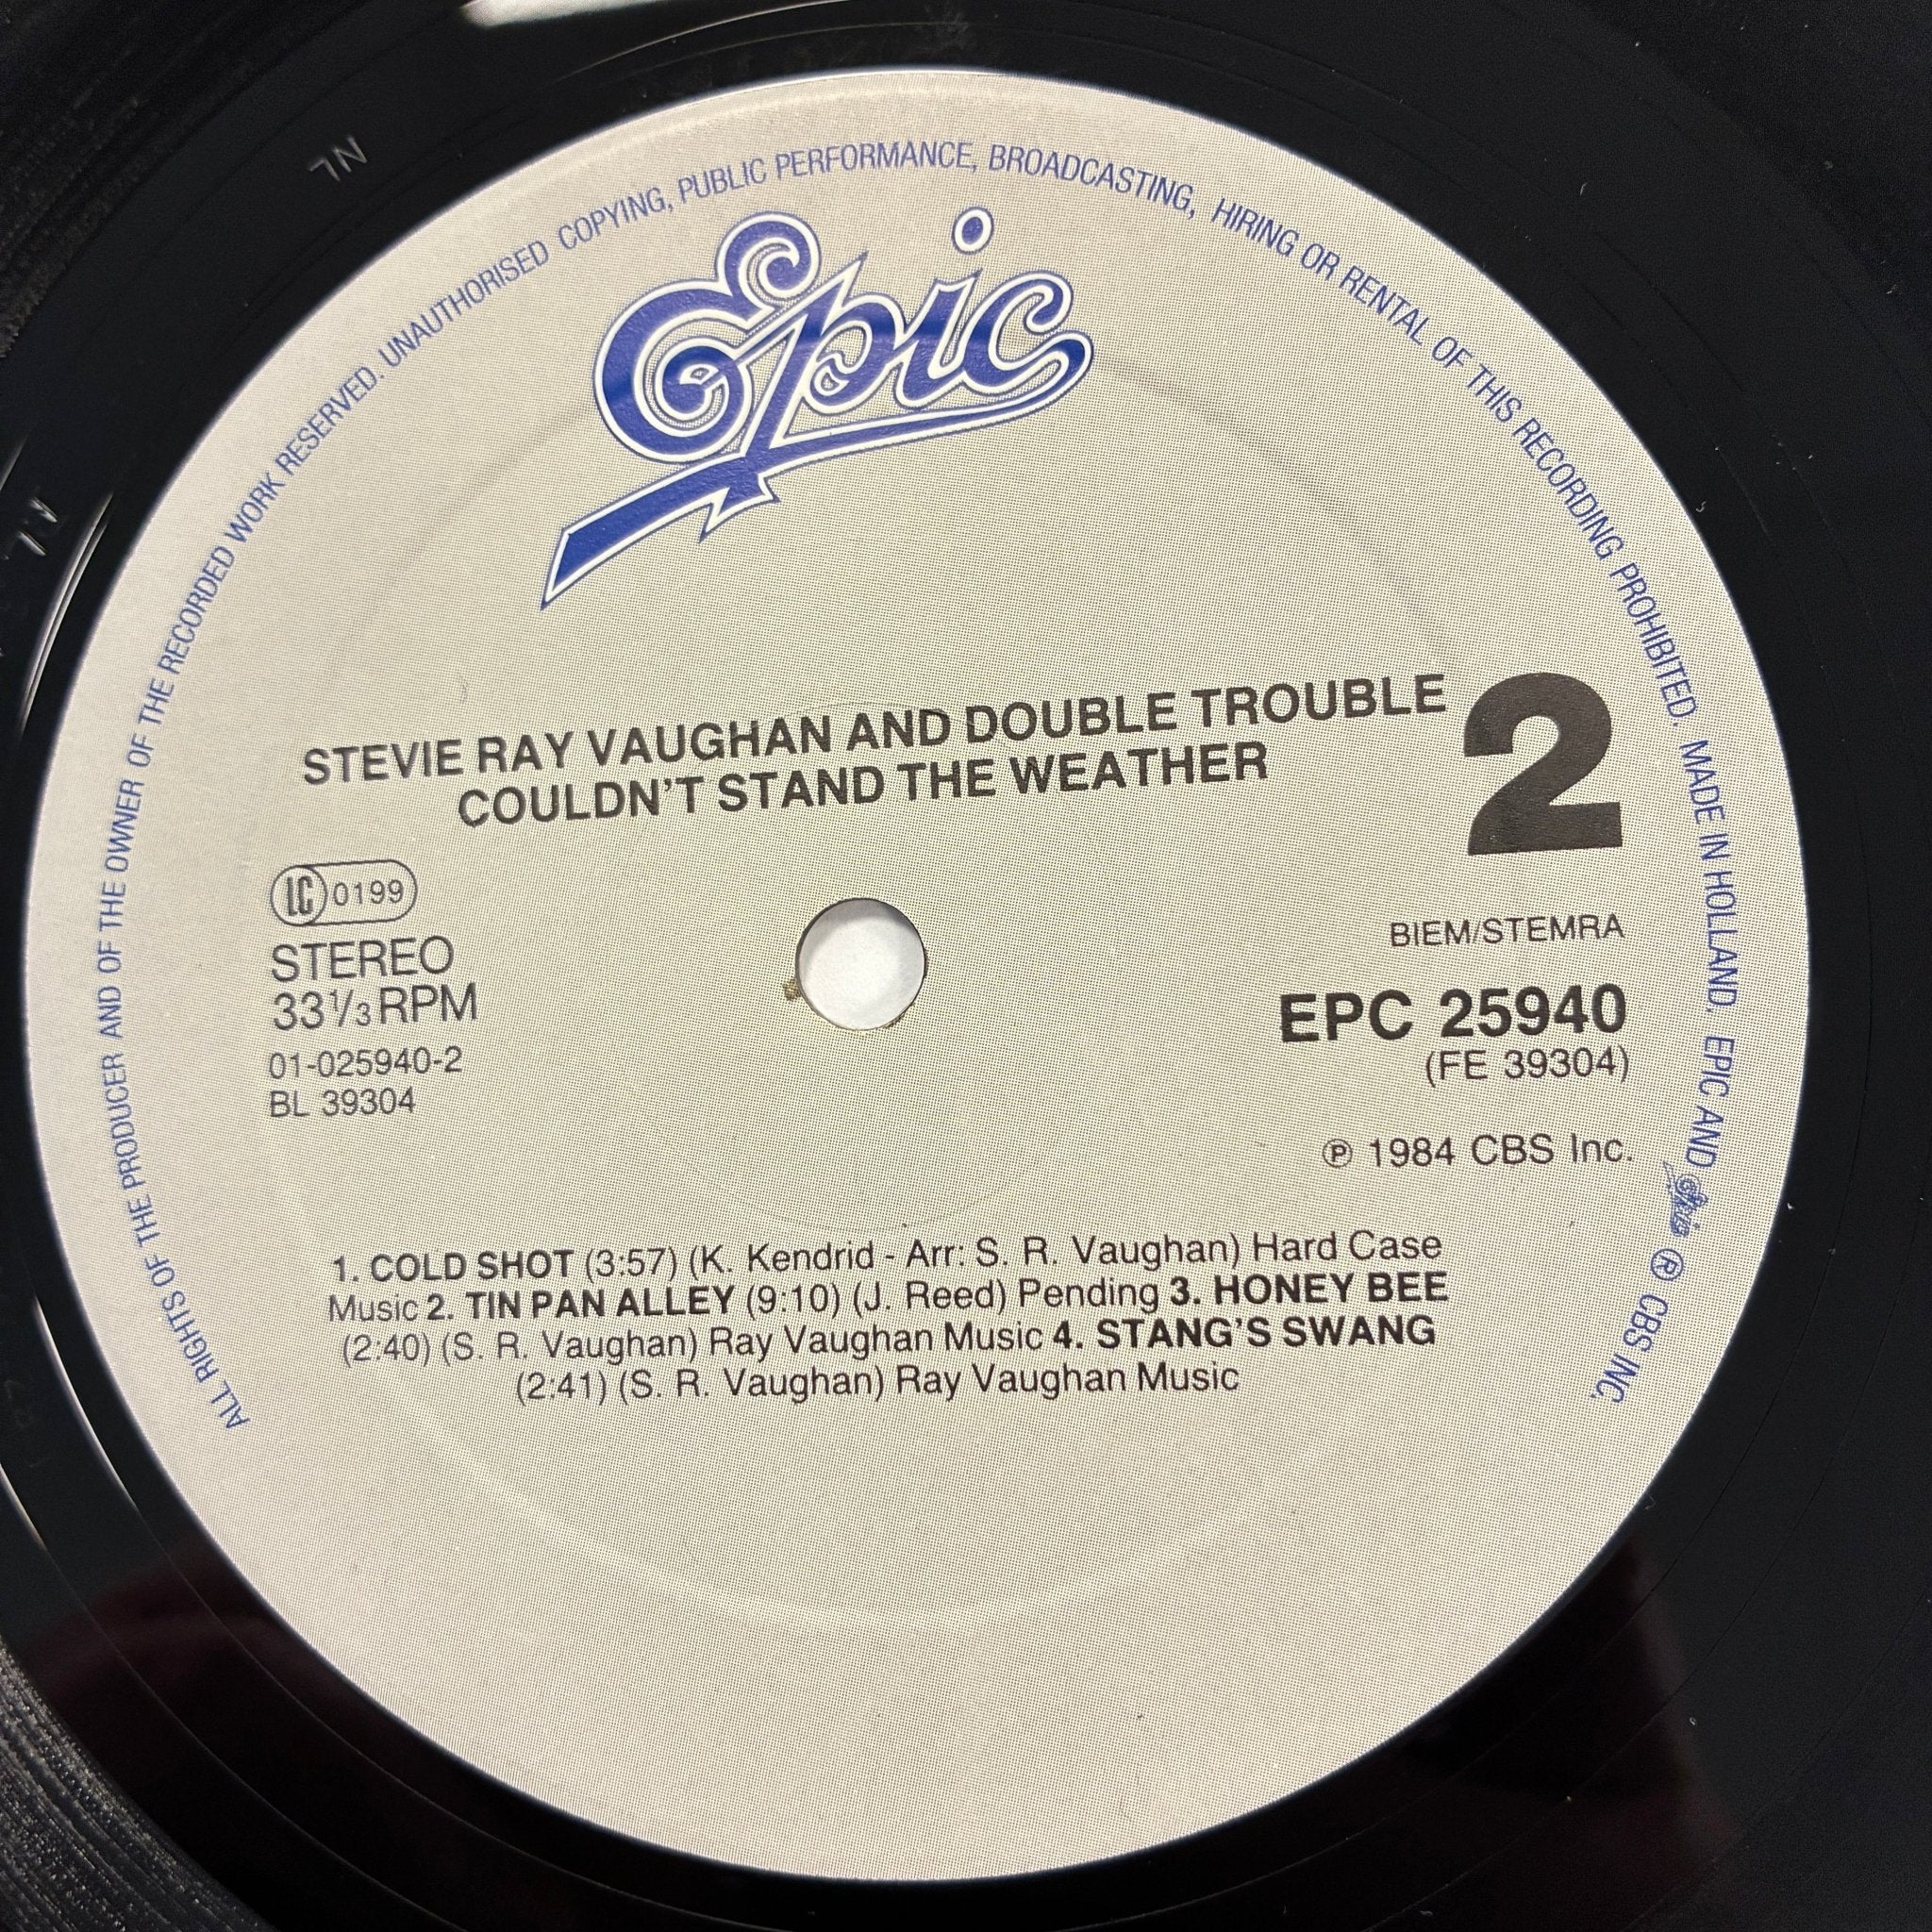 ALL RIGHTS OF THE PRODUCER AND OF THE OWNER OF THE RECORDED WORK RESERVED. UNAUTHORISED COPYING, PUBLIC PERFORMANCE, BROADCASTING, HIRING OR RENTAL OF THIS RECORDING PROHIBITED. MADE IN HOLLAND. EPIC AND Epic ® CBS INC.
Epic
STEVIE RAY VAUGHAN AND DOUBLE TROUBLE
COULDN'T STAND THE WEATHER
2
LC 0199
STEREO
33 1/3 RPM
01-025940-2
BL 39304
BIEM/STEMRA
EPC 25940
(FE 39304)
℗ 1984 CBS Inc.
1. COLD SHOT (3:57) (K. Kendrid - Arr: S. R. Vaughan) Hard Case
Music 2. TIN PAN ALLEY (9:10) (J. Reed) Pending 3. HONEY BEE
(2:40) (S. R. Vaughan) Ray Vaughan Music 4. STANG'S SWANG
(2:41) (S. R. Vaughan) Ray Vaughan Music